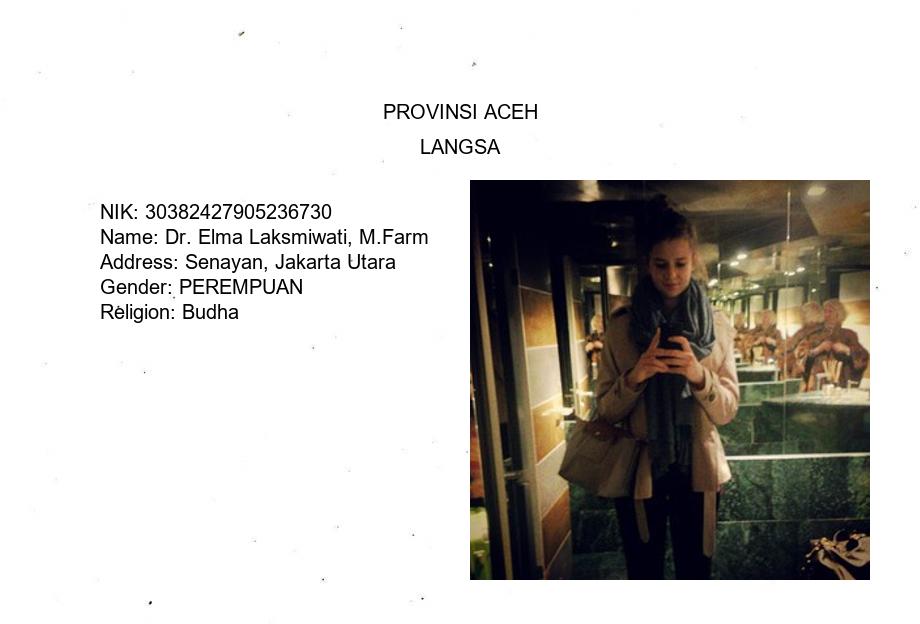 PROVINSI ACEH
LANGSA
NIK: 30382427905236730
Name: Dr. Elma Laksmiwati, M.Farm
Address: Senayan, Jakarta Utara
Gender: PEREMPUAN
Religion: Budha